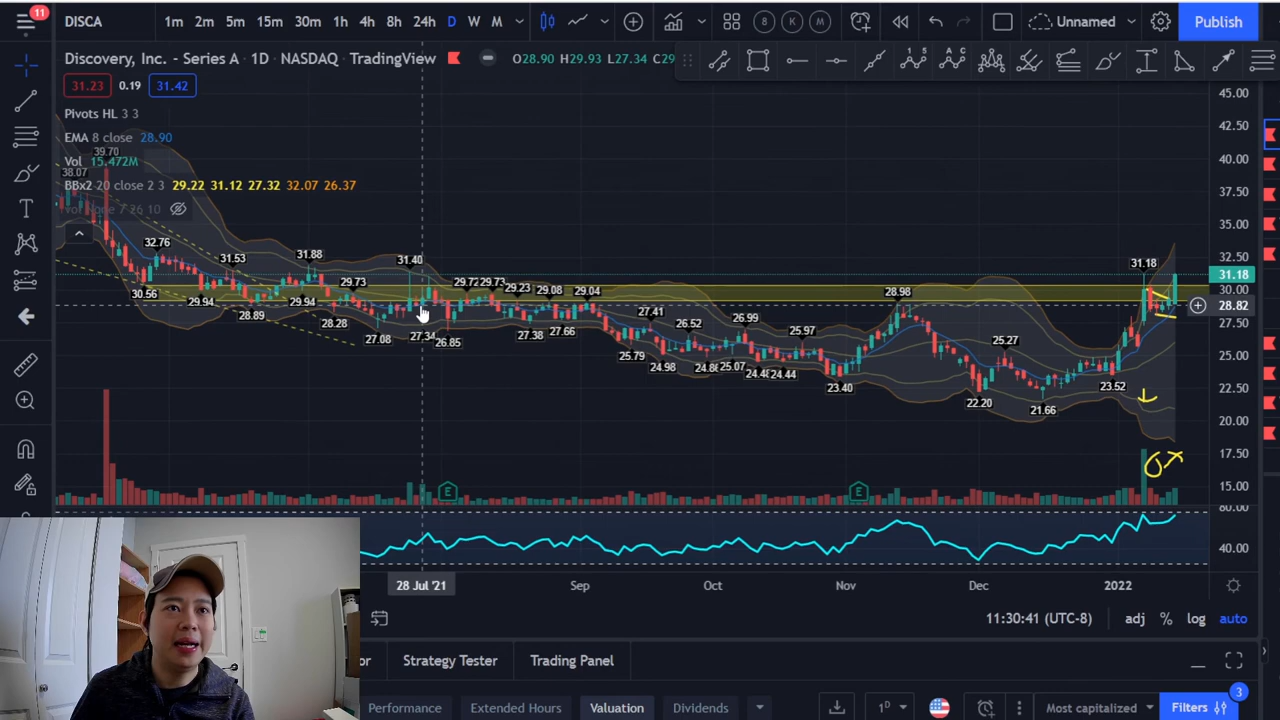 11
DISCA
1m 2m 5m 15m 30m 1h 4h 8h 24h D W M
8 K M
Unnamed
Publish
Discovery, Inc. - Series A · 1D · NASDAQ · TradingView
O28.90 H29.93 L27.34 C29
1 5
A C
31.23 0.19 31.42
Pivots HL 3 3
EMA 8 close 28.90
Vol 15.472M
BBx2 20 close 2 3 29.22 31.12 27.32 32.07 26.37
39.70
38.07
32.76
30.56
29.94
31.53
28.89
31.88
29.94
28.28
29.73
27.08
31.40
27.34
26.85
29.72
29.73
29.23
27.38
29.08
27.66
29.04
25.79
27.41
24.98
26.52
25.07
26.99
24.44
25.97
23.40
28.98
22.20
25.27
21.66
23.52
31.18
45.00
42.50
40.00
37.50
35.00
32.50
31.18
30.00
28.82
27.50
25.00
22.50
20.00
17.50
15.00
40.00
E
E
28 Jul '21
Sep
Oct
Nov
Dec
2022
11:30:41 (UTC-8)
adj
%
log
auto
or
Strategy Tester
Trading Panel
Performance
Extended Hours
Valuation
Dividends
1D
Most capitalized
Filters
3